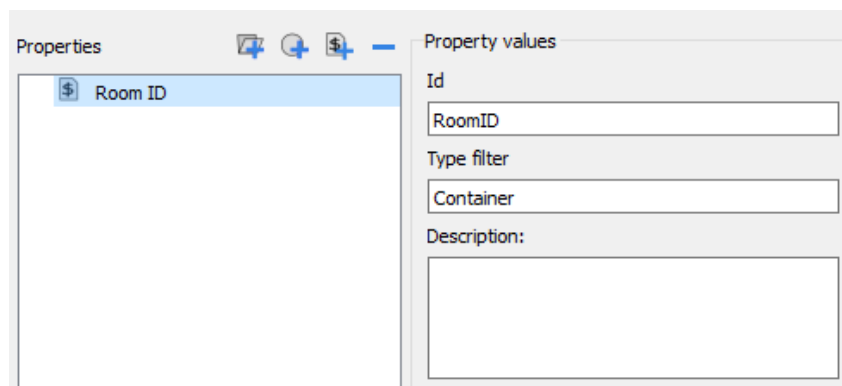 Properties
$
Room ID
Property values
Id
RoomID
Type filter
Container
Description: